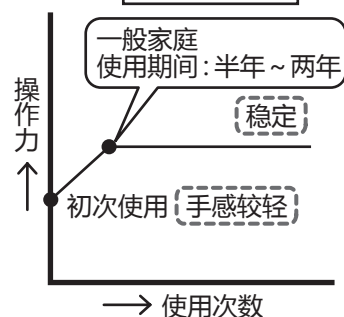 一般家庭
使用期间：半年~两年
稳定
操作力
初次使用 手感较轻
使用次数